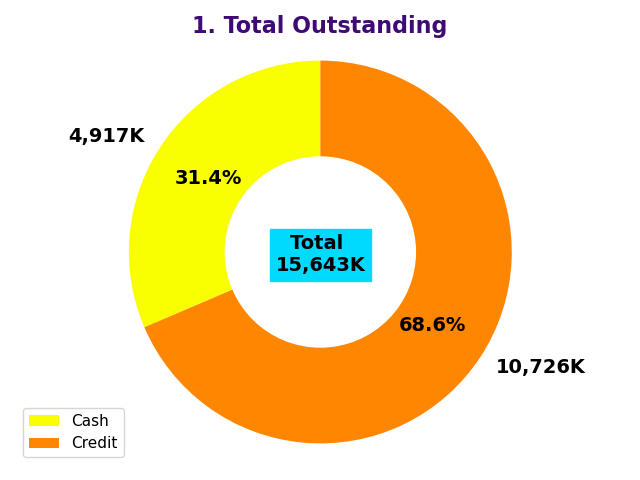 1. Total Outstanding
4,917K
31.4%
Total
15,643K
68.6%
10,726K
Cash
Credit